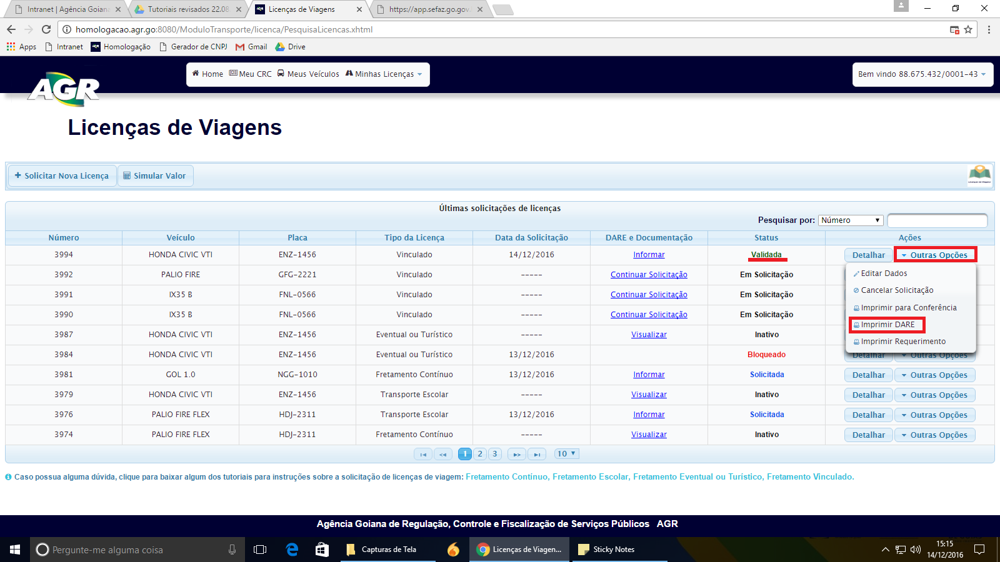 Intranet | Agência Goiana
Tutoriais revisados 22.08
Licenças de Viagens
https://app.sefaz.go.gov.
homologacao.agr.go:8080/ModuloTransporte/licenca/PesquisaLicencas.xhtml
Apps Intranet Homologação Gerador de CNPJ Gmail Drive
AGR
Home Meu CRC Meus Veículos Minhas Licenças
Bem vindo 88.675.432/0001-43
Licenças de Viagens
Solicitar Nova Licença Simular Valor
Últimas solicitações de licenças
Pesquisar por: Número
Número Veículo Placa Tipo da Licença Data da Solicitação DARE e Documentação Status Ações
3994 HONDA CIVIC VTI ENZ-1456 Vinculado 14/12/2016 Informar Validada Detalhar Outras Opções
3992 PALIO FIRE GFG-2221 Vinculado ----- Continuar Solicitação Em Solicitação
3991 IX35 B FNL-0566 Vinculado ----- Continuar Solicitação Em Solicitação
3990 IX35 B FNL-0566 Vinculado ----- Continuar Solicitação Em Solicitação
3987 HONDA CIVIC VTI ENZ-1456 Eventual ou Turístico ----- Visualizar Inativo
3984 HONDA CIVIC VTI ENZ-1456 Eventual ou Turístico 13/12/2016 Bloqueado Detalhar Outras Opções
3981 GOL 1.0 NGG-1010 Fretamento Contínuo 13/12/2016 Informar Solicitada Detalhar Outras Opções
3979 HONDA CIVIC VTI ENZ-1456 Transporte Escolar ----- Visualizar Inativo Detalhar Outras Opções
3976 PALIO FIRE FLEX HDJ-2311 Transporte Escolar 13/12/2016 Informar Solicitada Detalhar Outras Opções
3974 PALIO FIRE FLEX HDJ-2311 Fretamento Contínuo ----- Visualizar Inativo Detalhar Outras Opções
Editar Dados
Cancelar Solicitação
Imprimir para Conferência
Imprimir DARE
Imprimir Requerimento
1 2 3 10
Caso possua alguma dúvida, clique para baixar algum dos tutoriais para instruções sobre a solicitação de licenças de viagem: Fretamento Contínuo, Fretamento Escolar, Fretamento Eventual ou Turístico, Fretamento Vinculado.
Agência Goiana de Regulação, Controle e Fiscalização de Serviços Públicos AGR
Pergunte-me alguma coisa
Capturas de Tela
Licenças de Viagen...
Sticky Notes
15:15
14/12/2016